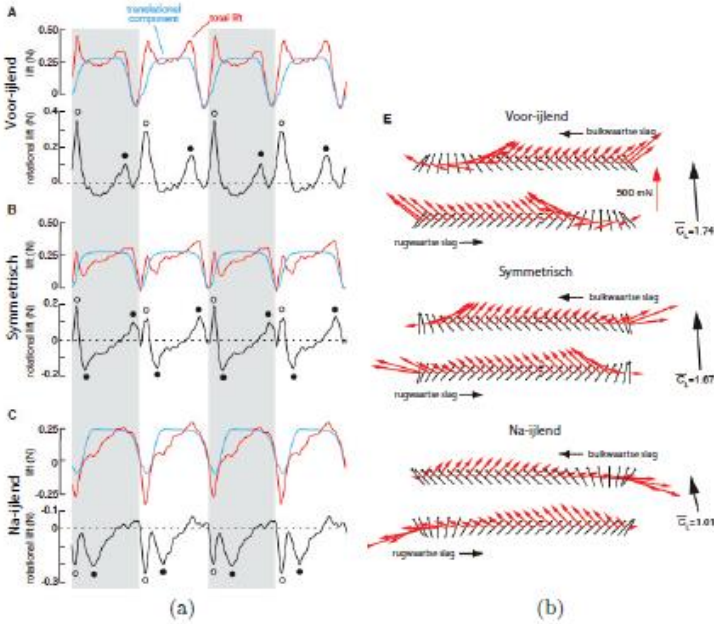 A
translational component
total lift
Voor-ijlend
lift (N)
0.50
0.25
0
rotational lift (N)
0.4
0.2
0
B
Symmetrisch
lift (N)
0.50
0.25
0
rotational lift (N)
0.2
0
-0.2
C
Na-ijlend
lift (N)
0.25
0
-0.25
rotational lift (N)
-0.1
0
-0.3
(a)
E
Voor-ijlend
buikwaartse slag
500 mN
C̅L=1.74
rugwaartse slag
Symmetrisch
buikwaartse slag
C̅L=1.67
rugwaartse slag
Na-ijlend
buikwaartse slag
C̅L=1.01
rugwaartse slag
(b)